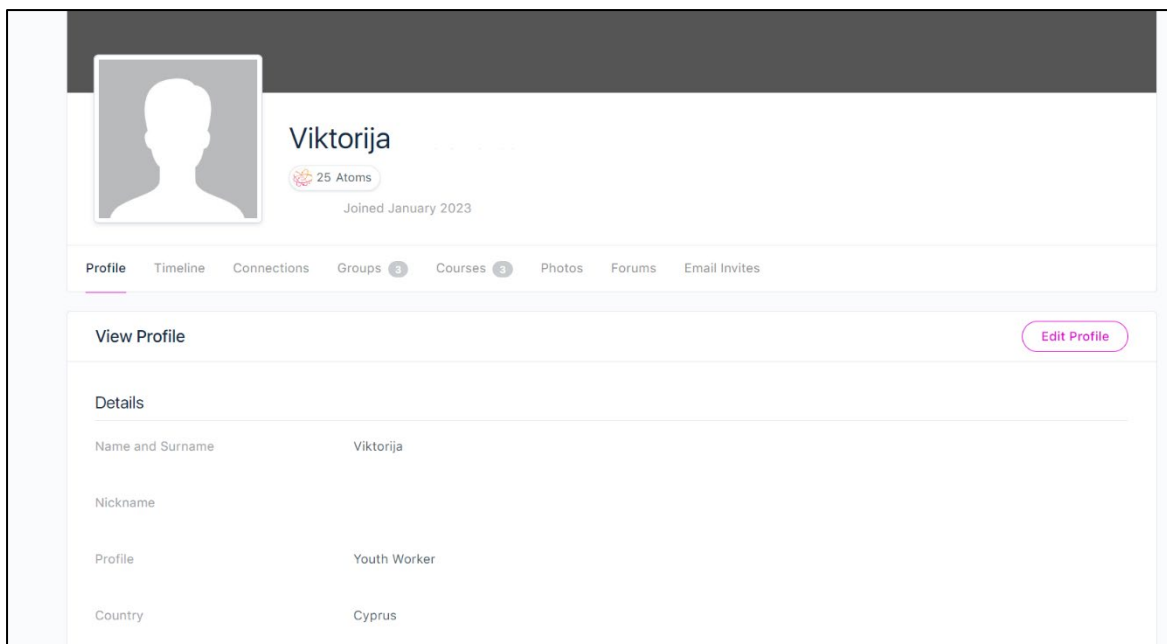 Viktorija
25 Atoms
Joined January 2023
Profile Timeline Connections Groups 3 Courses 3 Photos Forums Email Invites
View Profile Edit Profile
Details
Name and Surname Viktorija
Nickname
Profile Youth Worker
Country Cyprus